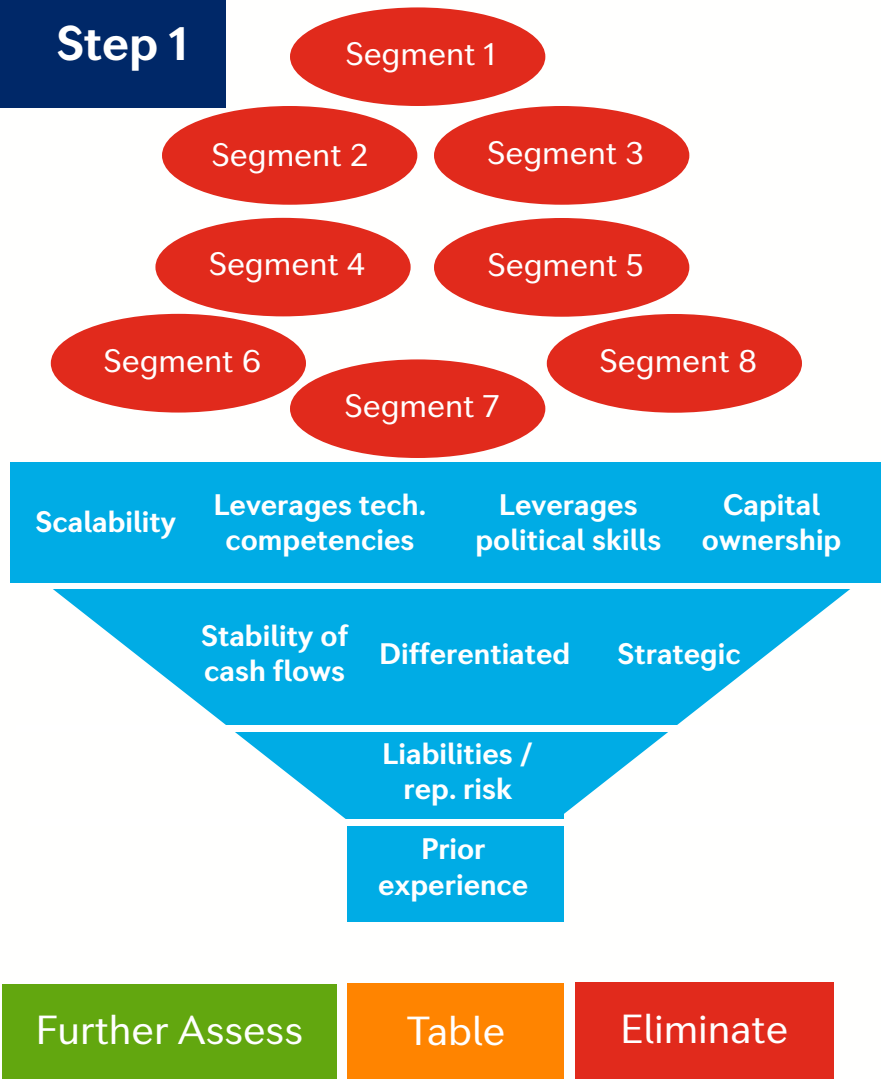 Step 1
Segment 1
Segment 2
Segment 3
Segment 4
Segment 5
Segment 6
Segment 8
Segment 7
Scalability
Leverages tech.
competencies
Leverages
political skills
Capital
ownership
Stability of
cash flows
Differentiated
Strategic
Liabilities /
rep. risk
Prior
experience
Further Assess
Table
Eliminate